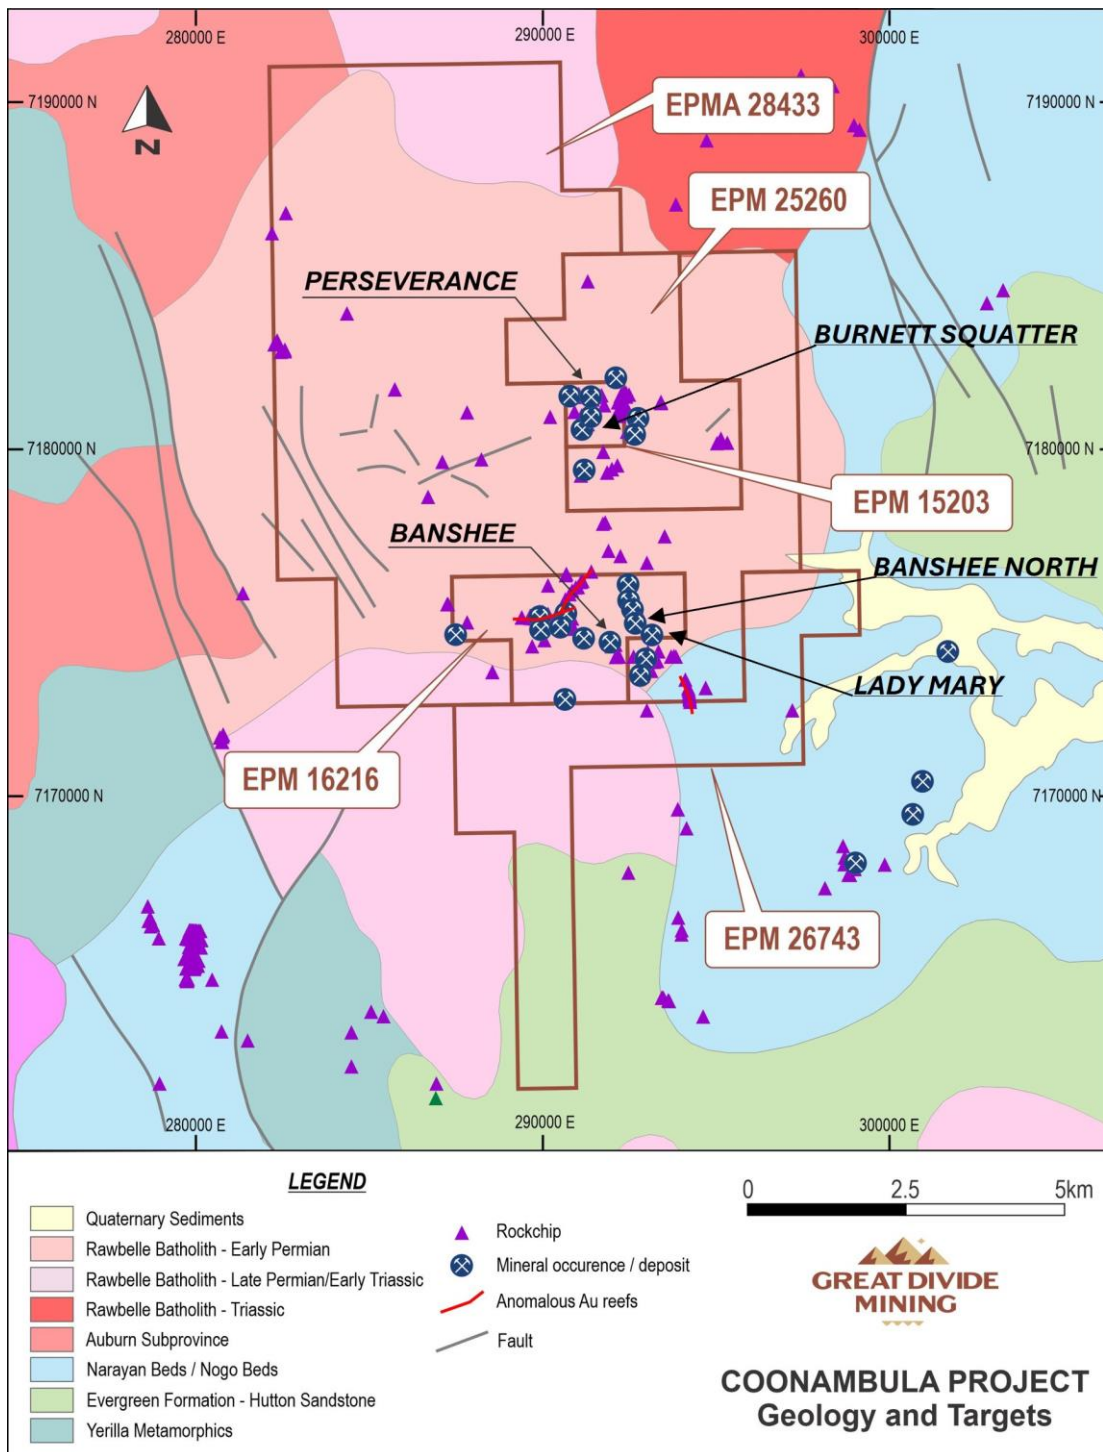 280000 E
290000 E
300000 E
7190000 N
7190000 N
EPMA 28433
N
EPM 25260
PERSEVERANCE
BURNETT SQUATTER
7180000 N
7180000 N
EPM 15203
BANSHEE
BANSHEE NORTH
LADY MARY
EPM 16216
7170000 N
7170000 N
EPM 26743
280000 E
290000 E
300000 E
LEGEND
Quaternary Sediments
Rawbelle Batholith - Early Permian
Rawbelle Batholith - Late Permian/Early Triassic
Rawbelle Batholith - Triassic
Auburn Subprovince
Narayan Beds / Nogo Beds
Evergreen Formation - Hutton Sandstone
Yerilla Metamorphics
Rockchip
Mineral occurence / deposit
Anomalous Au reefs
Fault
0 2.5 5km
GREAT DIVIDE
MINING
COONAMBULA PROJECT
Geology and Targets